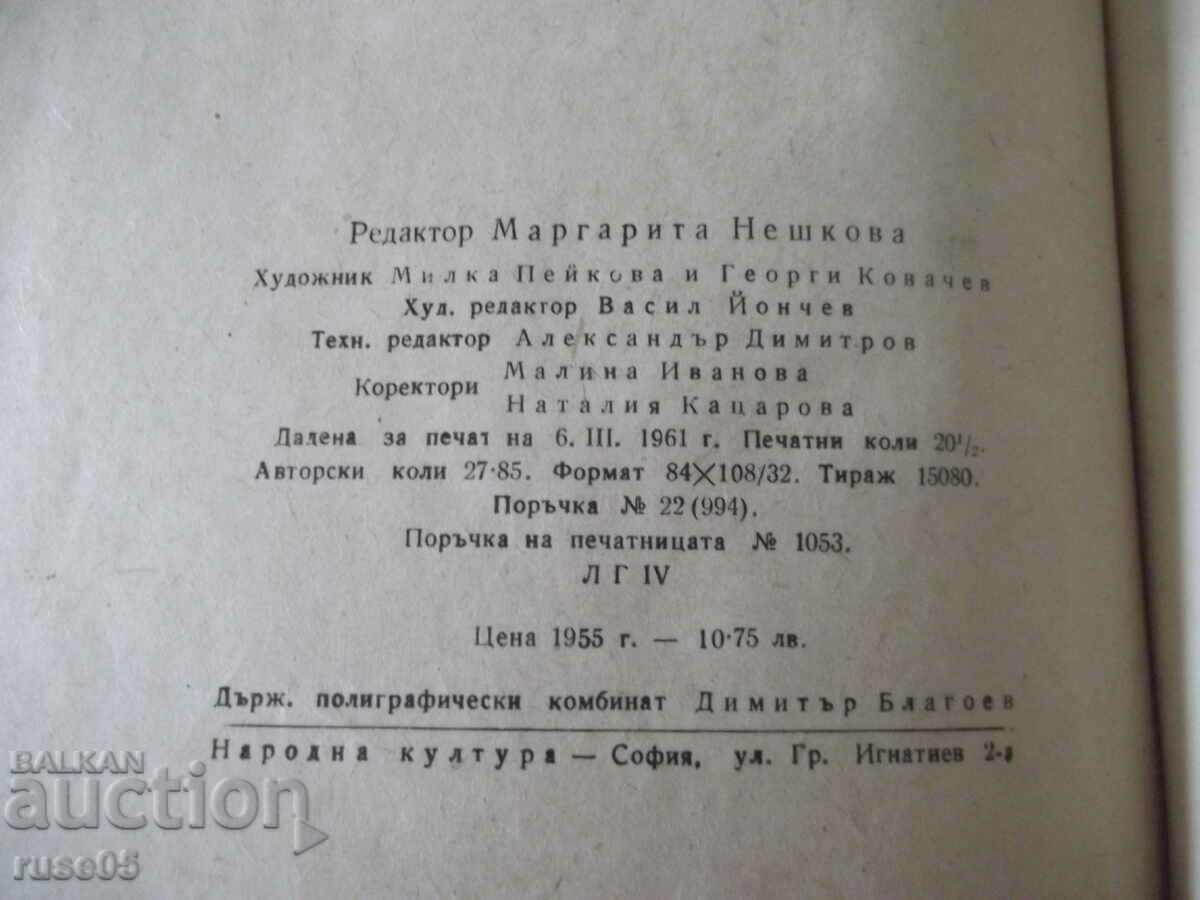 Редактор Маргарита Нешкова
Художник Милка Пейкова и Георги Ковачев
Худ. редактор Васил Йончев
Техн. редактор Александър Димитров
Коректори Малина Иванова
Наталия Кацарова
Дадена за печат на 6. III. 1961 г. Печатни коли 20¹/₂.
Авторски коли 27·85. Формат 84×108/32. Тираж 15080.
Поръчка № 22 (994).
Поръчка на печатницата № 1053.
ЛГ IV
Цена 1955 г. — 10·75 лв.
Държ. полиграфически комбинат Димитър Благоев
Народна култура — София, ул. Гр. Игнатиев 2-а
BALKAN
auction
ruse05